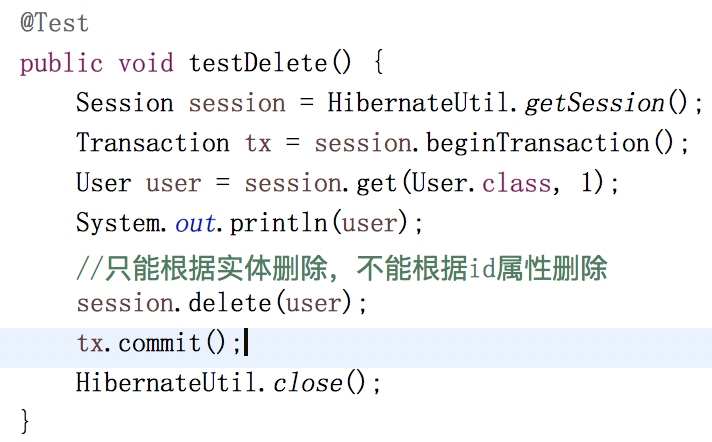 @Test
public void testDelete() {
    Session session = HibernateUtil.getSession();
    Transaction tx = session.beginTransaction();
    User user = session.get(User.class, 1);
    System.out.println(user);
    //只能根据实体删除，不能根据id属性删除
    session.delete(user);
    tx.commit();
    HibernateUtil.close();
}